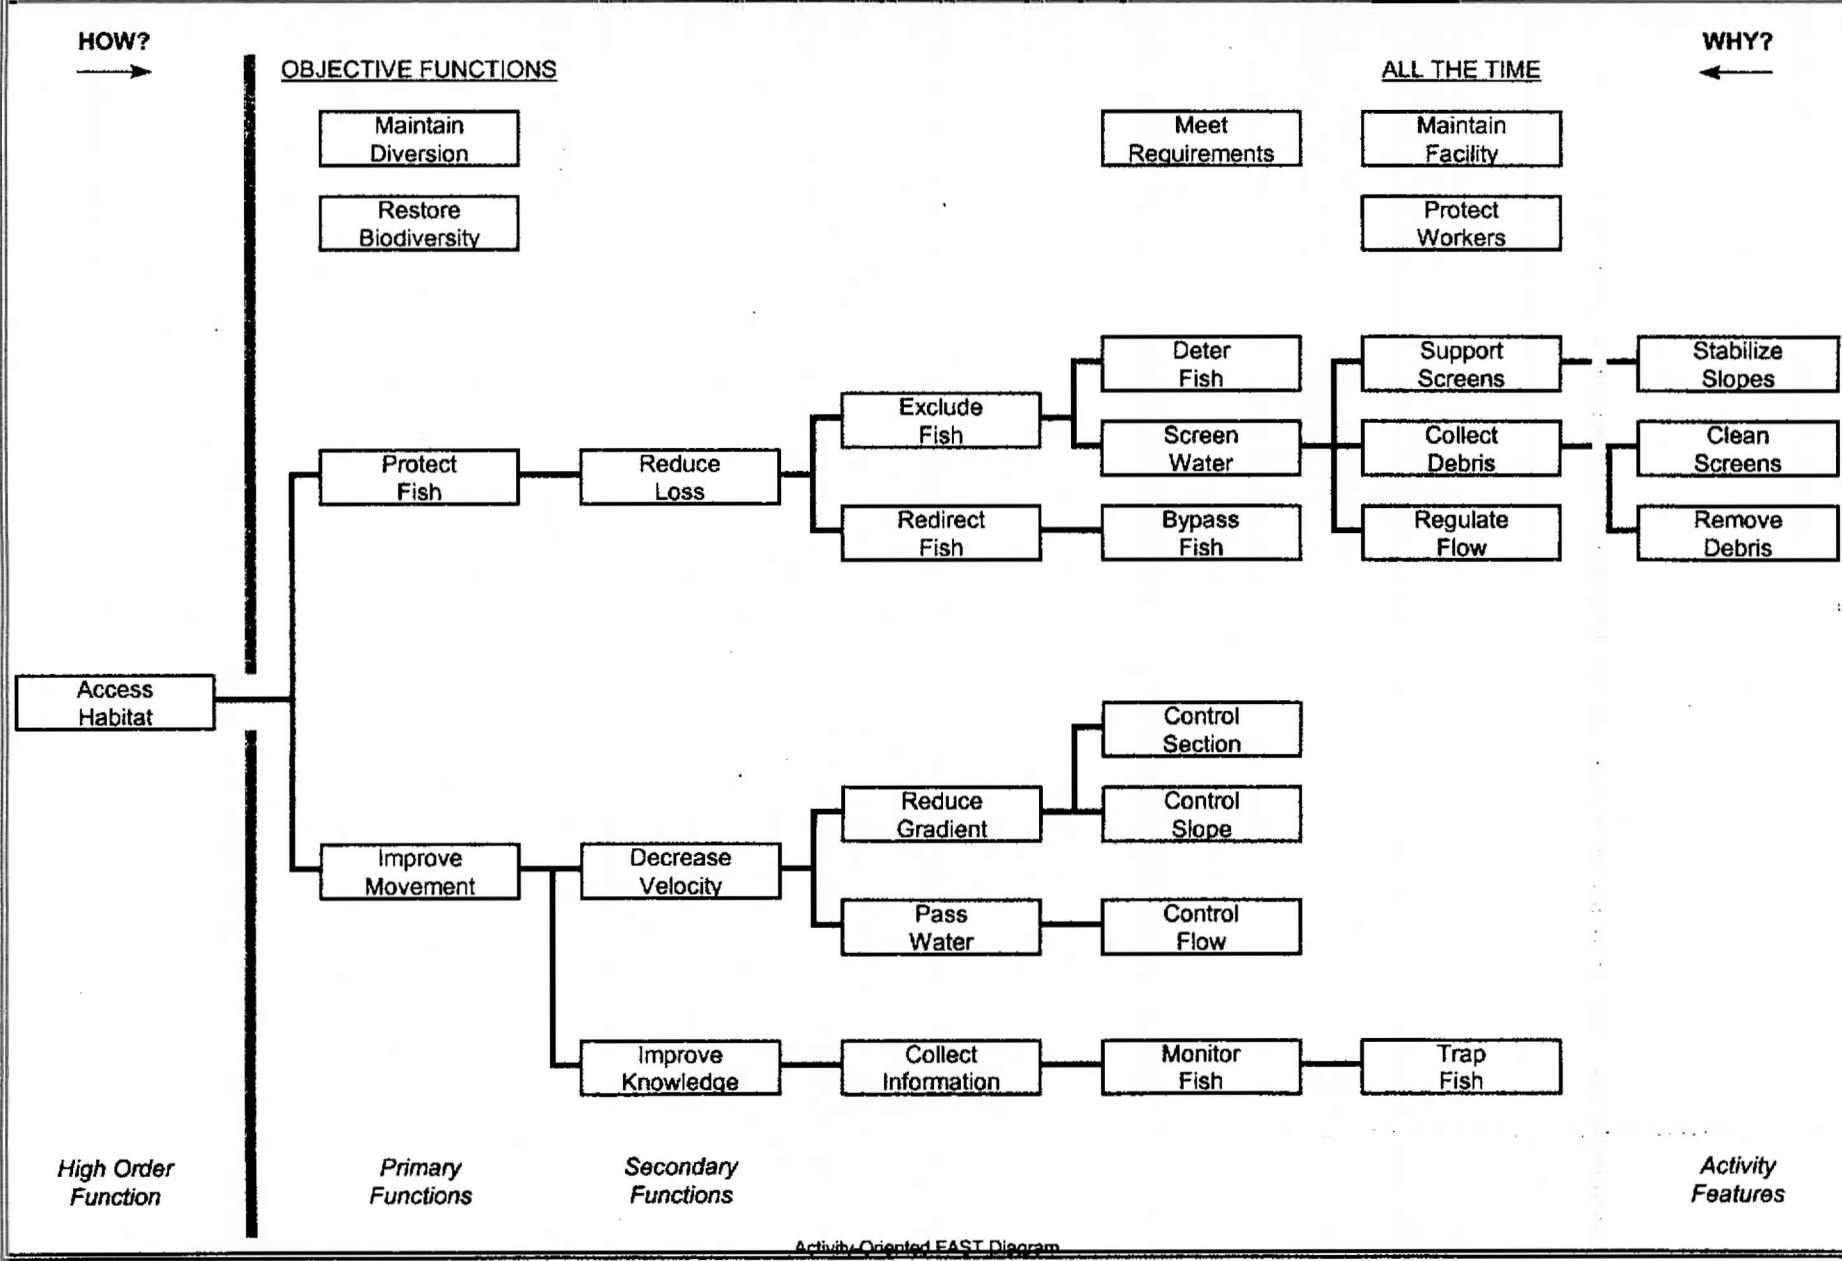 HOW?
WHY?
OBJECTIVE FUNCTIONS
ALL THE TIME
Maintain
Diversion
Meet
Requirements
Maintain
Facility
Restore
Biodiversity
Protect
Workers
Deter
Fish
Support
Screens
Stabilize
Slopes
Exclude
Fish
Screen
Water
Collect
Debris
Clean
Screens
Protect
Fish
Reduce
Loss
Redirect
Fish
Bypass
Fish
Regulate
Flow
Remove
Debris
Access
Habitat
Control
Section
Reduce
Gradient
Control
Slope
Improve
Movement
Decrease
Velocity
Pass
Water
Control
Flow
Improve
Knowledge
Collect
Information
Monitor
Fish
Trap
Fish
High Order
Function
Primary
Functions
Secondary
Functions
Activity
Features
Activity-Oriented FAST Diagram